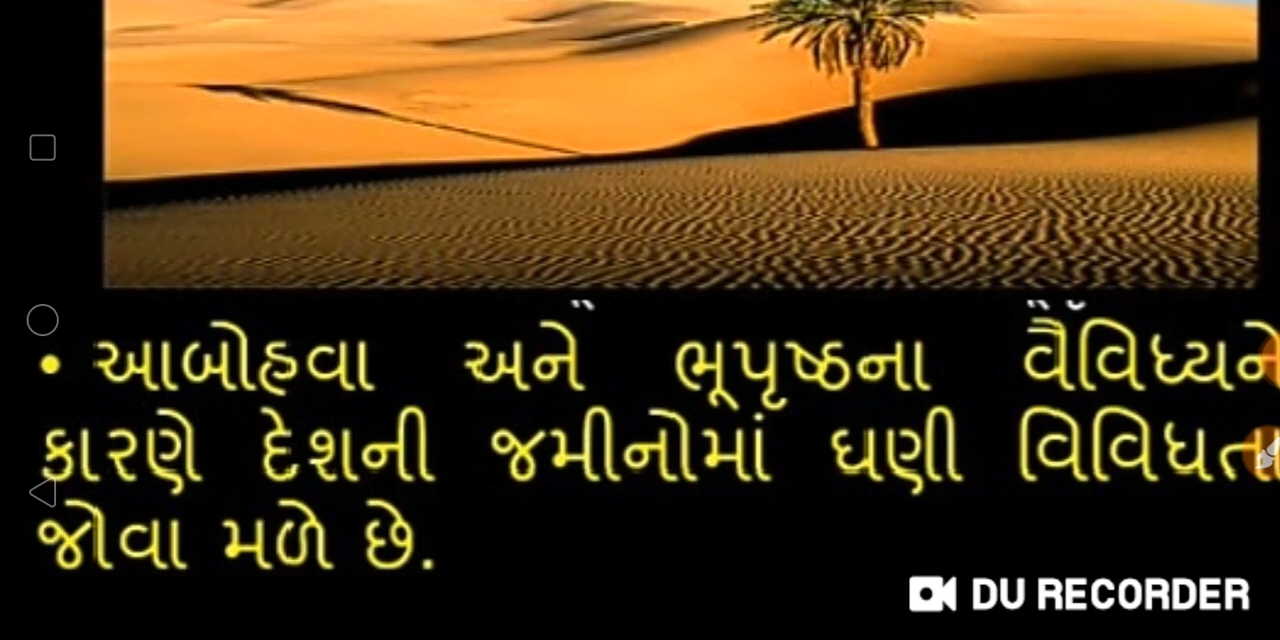 • આબોહવા અને ભૂપૃષ્ઠના વૈવિધ્યને
કારણે દેશની જમીનોમાં ઘણી વિવિધતા
જોવા મળે છે.
DU RECORDER